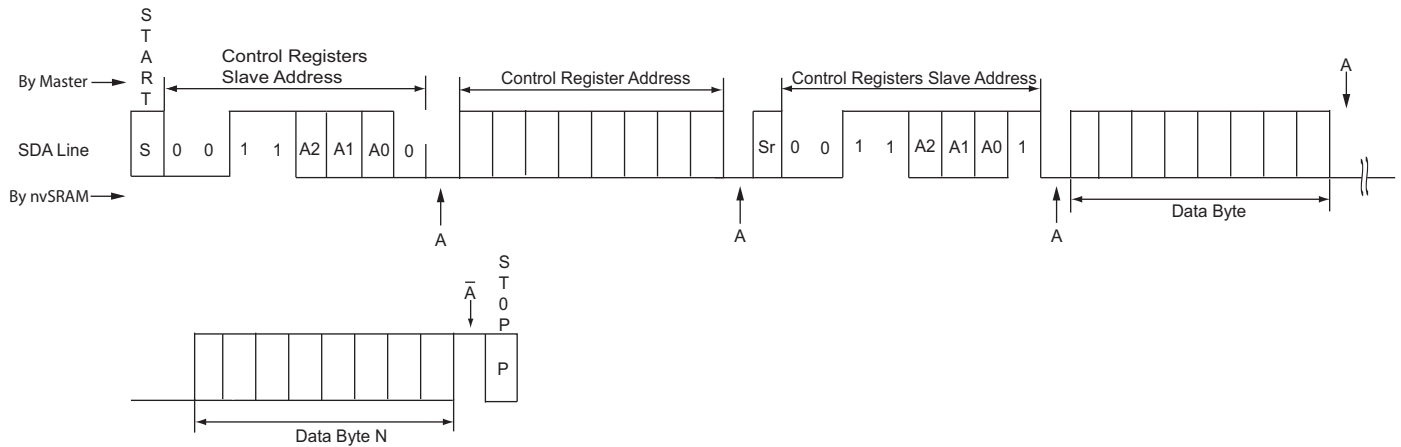 START
Control Registers
Slave Address
By Master
Control Register Address
Control Registers Slave Address
A
SDA Line
S 0 0 1 1 A2 A1 A0 0 Sr 0 0 1 1 A2 A1 A0 1
By nvSRAM
A
A
A
Data Byte
A̅
ST0P
P
Data Byte N